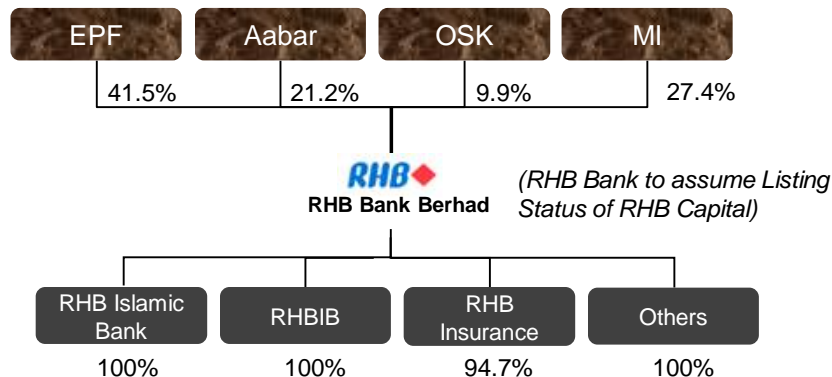 EPF Aabar OSK MI
41.5% 21.2% 9.9% 27.4%
RHB
RHB Bank Berhad
(RHB Bank to assume Listing
Status of RHB Capital)
RHB Islamic
Bank
RHBIB
RHB
Insurance
Others
100% 100% 94.7% 100%